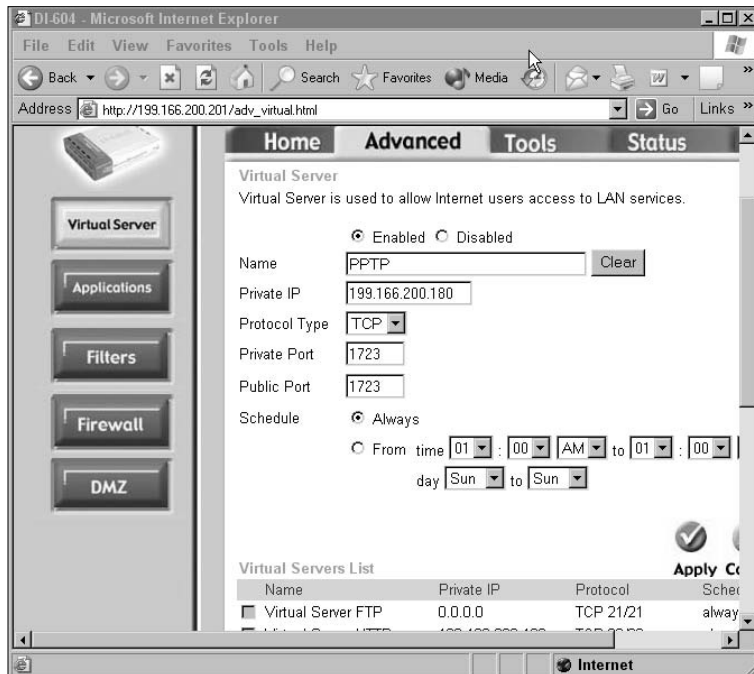 DI-604 - Microsoft Internet Explorer
File Edit View Favorites Tools Help
Back Search Favorites Media »
Address http://199.166.200.201/adv_virtual.html Go Links »
Home Advanced Tools Status
Virtual Server
Applications
Filters
Firewall
DMZ
Virtual Server
Virtual Server is used to allow Internet users access to LAN services.
Enabled Disabled
Name PPTP Clear
Private IP 199.166.200.180
Protocol Type TCP
Private Port 1723
Public Port 1723
Schedule Always
From time 01 : 00 AM to 01 : 00
day Sun to Sun
Apply
Virtual Servers List
Name Private IP Protocol
Virtual Server FTP 0.0.0.0 TCP 21/21
Internet